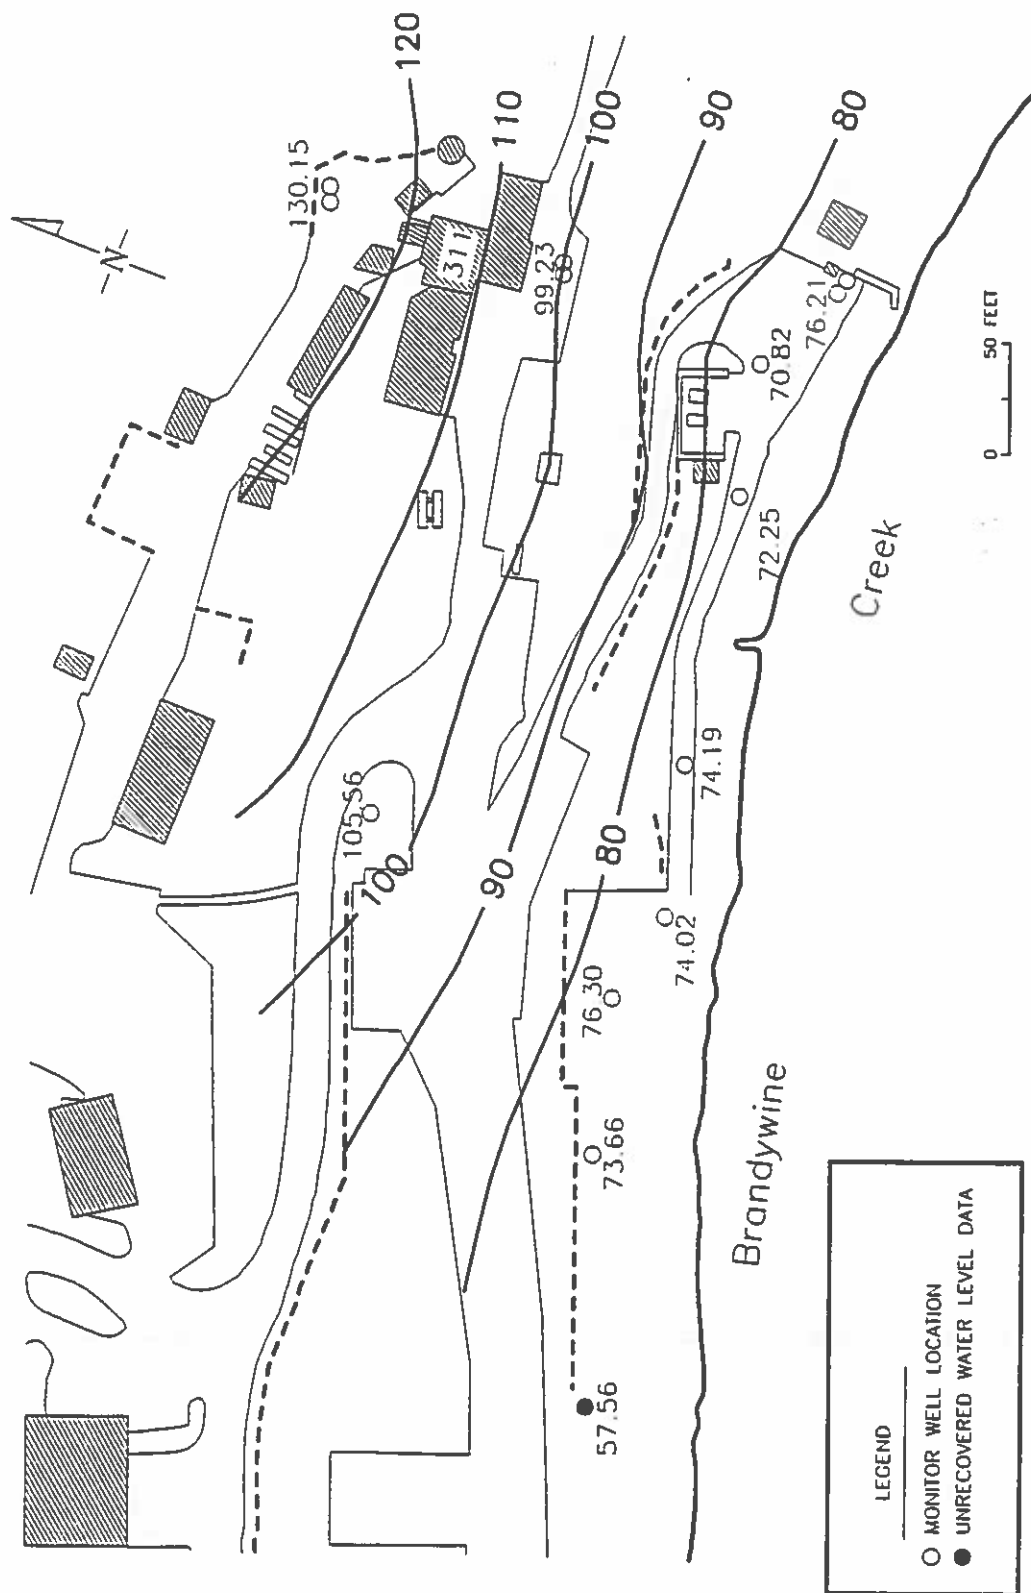 120
110
100
90
80
130.15
-N-
311
99.23
76.21
70.82
0 50 FEET
72.25
Creek
105.56
100
90
80
74.19
74.02
76.30
73.66
57.56
Brandywine
LEGEND
MONITOR WELL LOCATION
UNRECOVERED WATER LEVEL DATA